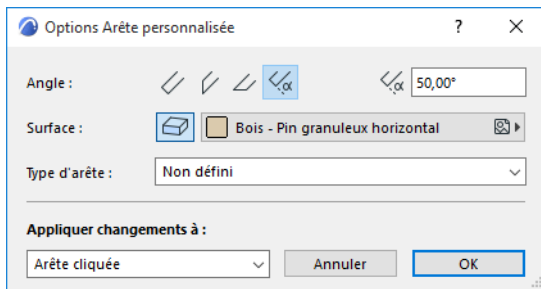 Options Arête personnalisée ?
Angle : α α 50,00°
Surface : Bois - Pin granuleux horizontal
Type d'arête : Non défini
Appliquer changements à :
Arête cliquée Annuler OK